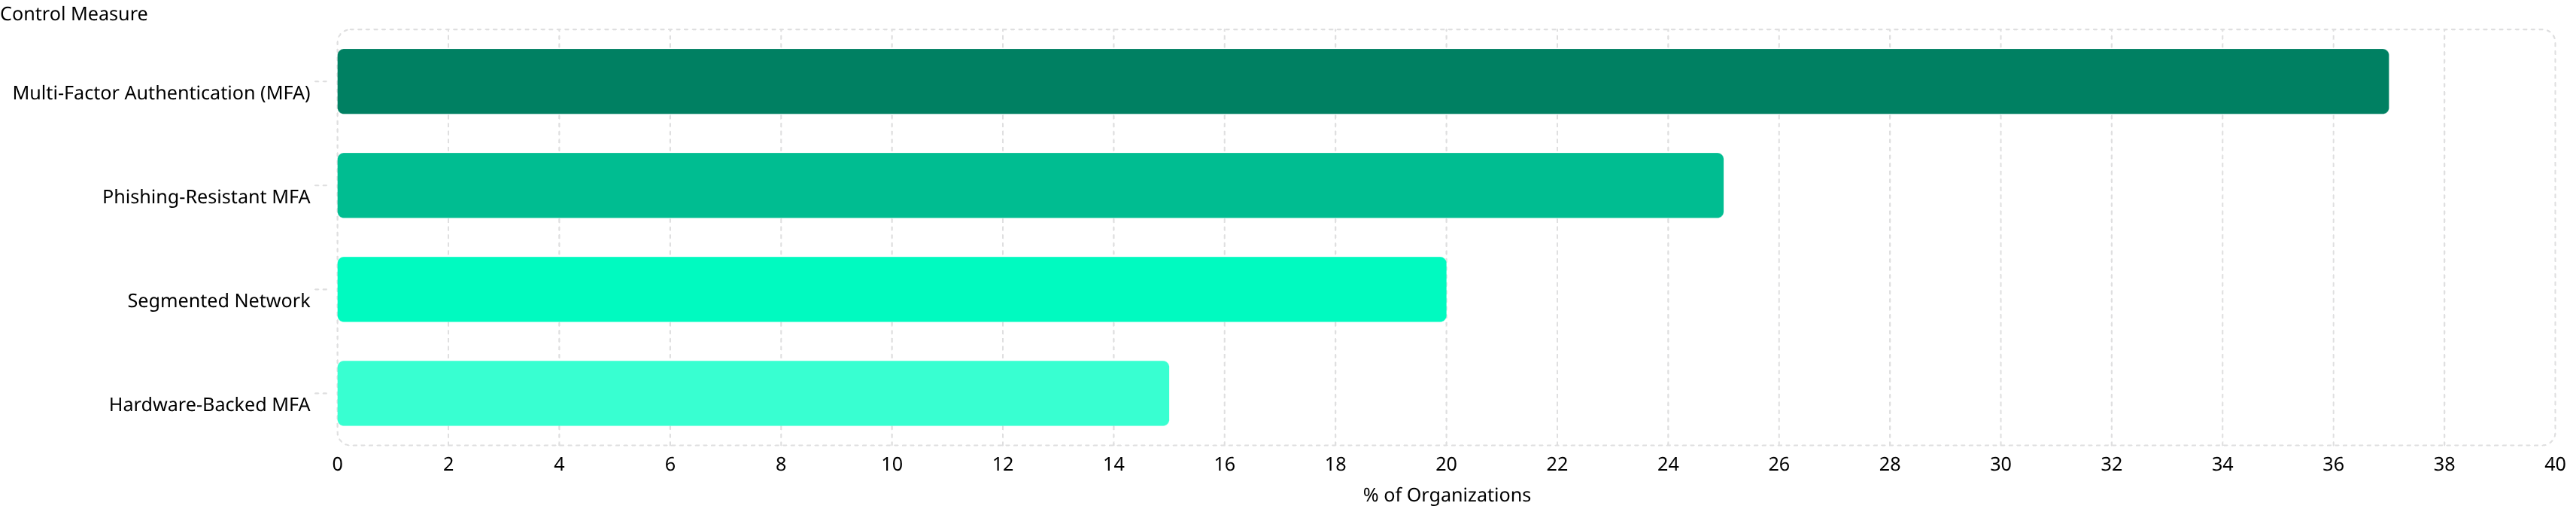 Control Measure
Multi-Factor Authentication (MFA)
Phishing-Resistant MFA
Segmented Network
Hardware-Backed MFA
0 2 4 6 8 10 12 14 16 18 20 22 24 26 28 30 32 34 36 38 40
% of Organizations